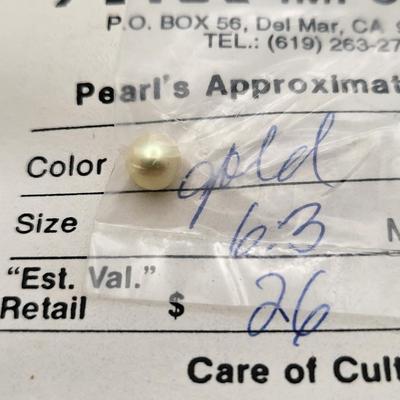 P.O. BOX 56, Del Mar, CA
TEL.: (619) 263-27
Pearl's Approximat
Color gold
Size 6.3
"Est. Val."
Retail $ 26
Care of Cult